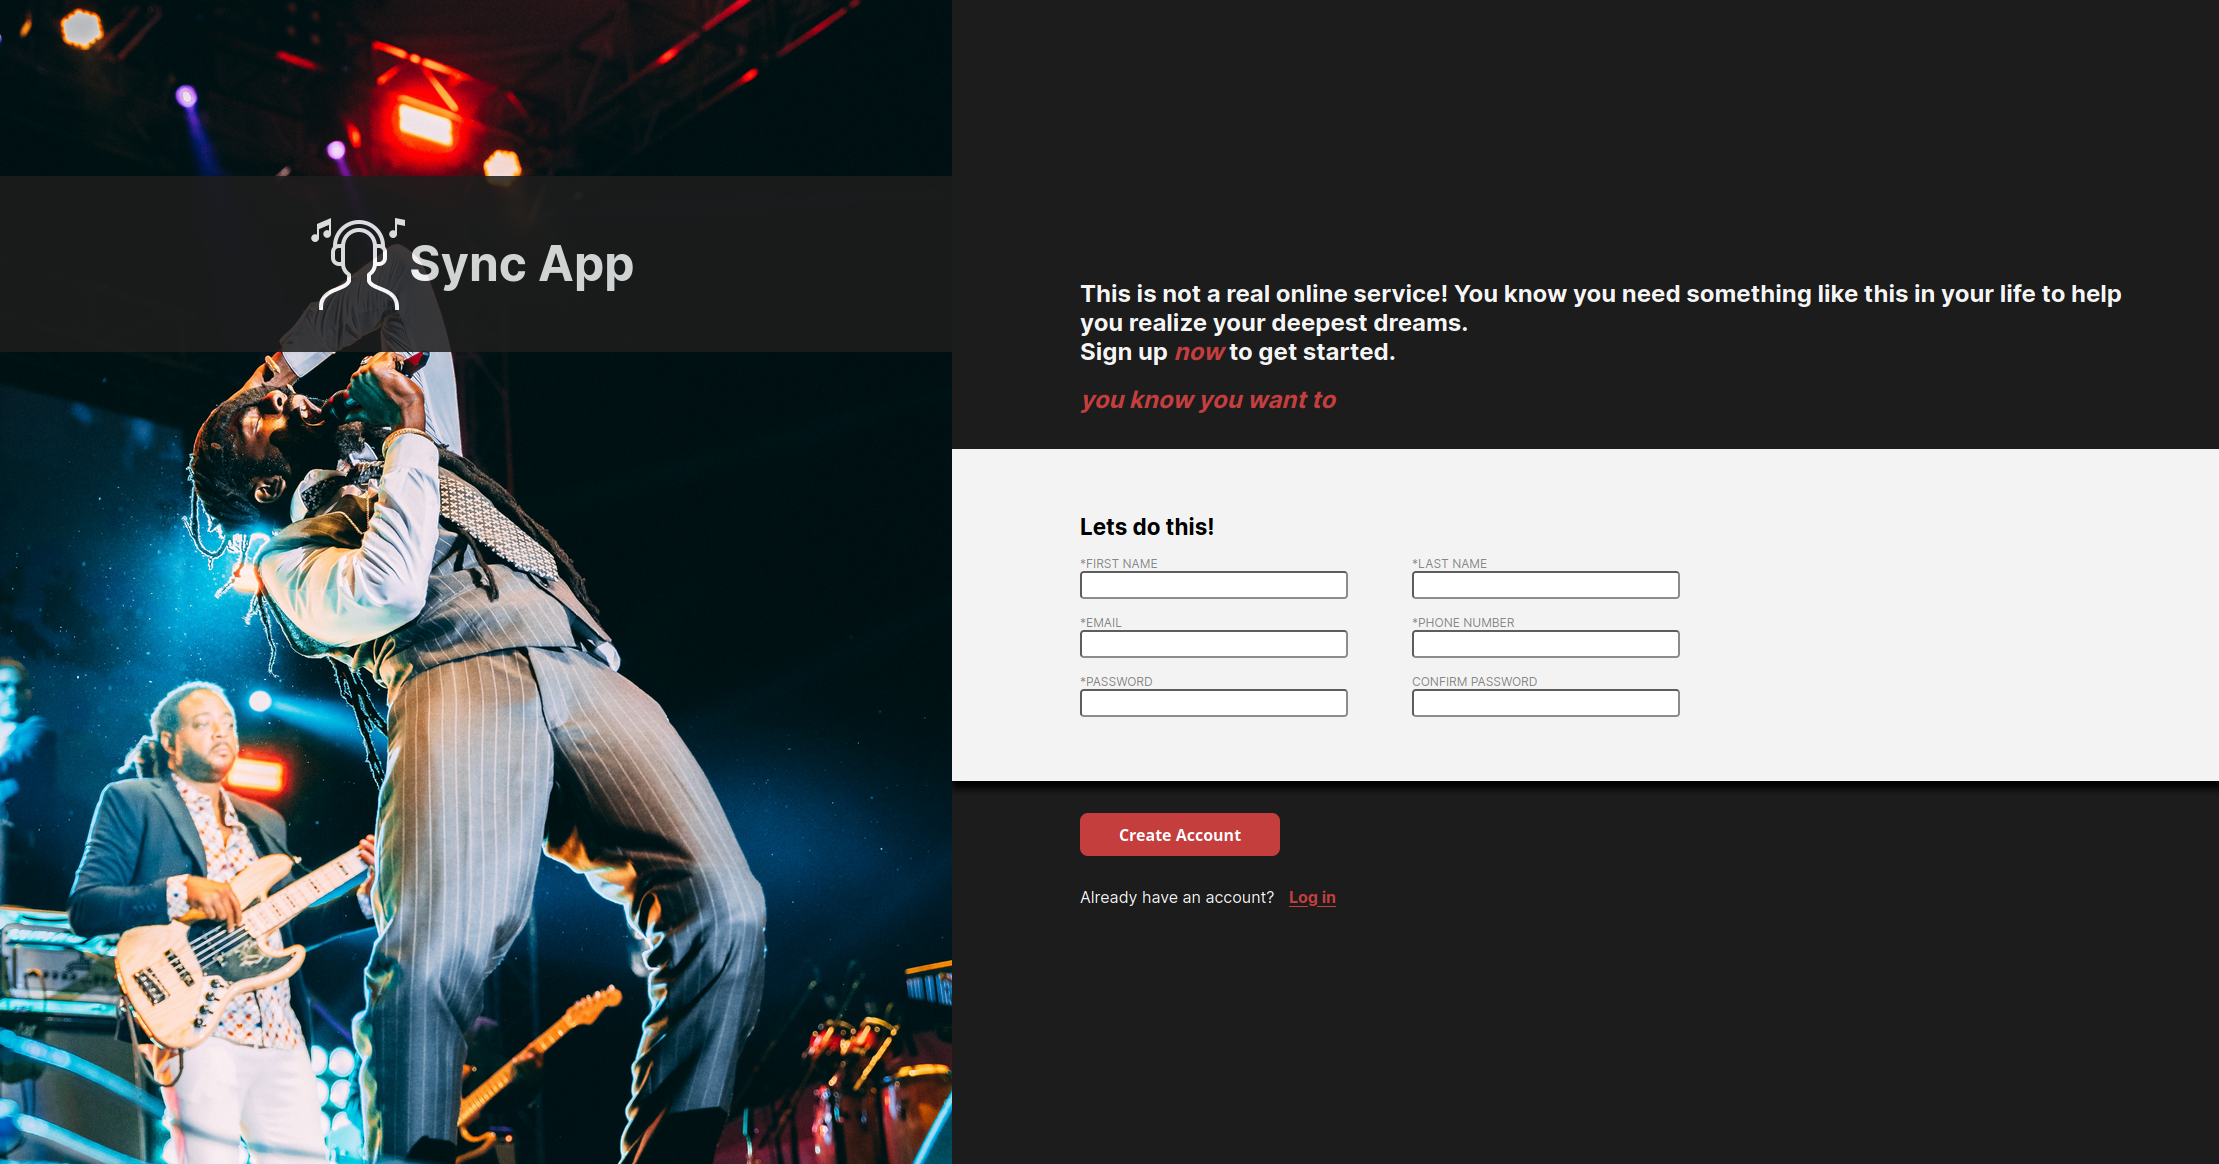 Sync App
This is not a real online service! You know you need something like this in your life to help
you realize your deepest dreams.
Sign up now to get started.
you know you want to
Lets do this!
*FIRST NAME
*LAST NAME
*EMAIL
*PHONE NUMBER
*PASSWORD
CONFIRM PASSWORD
Create Account
Already have an account? Log in